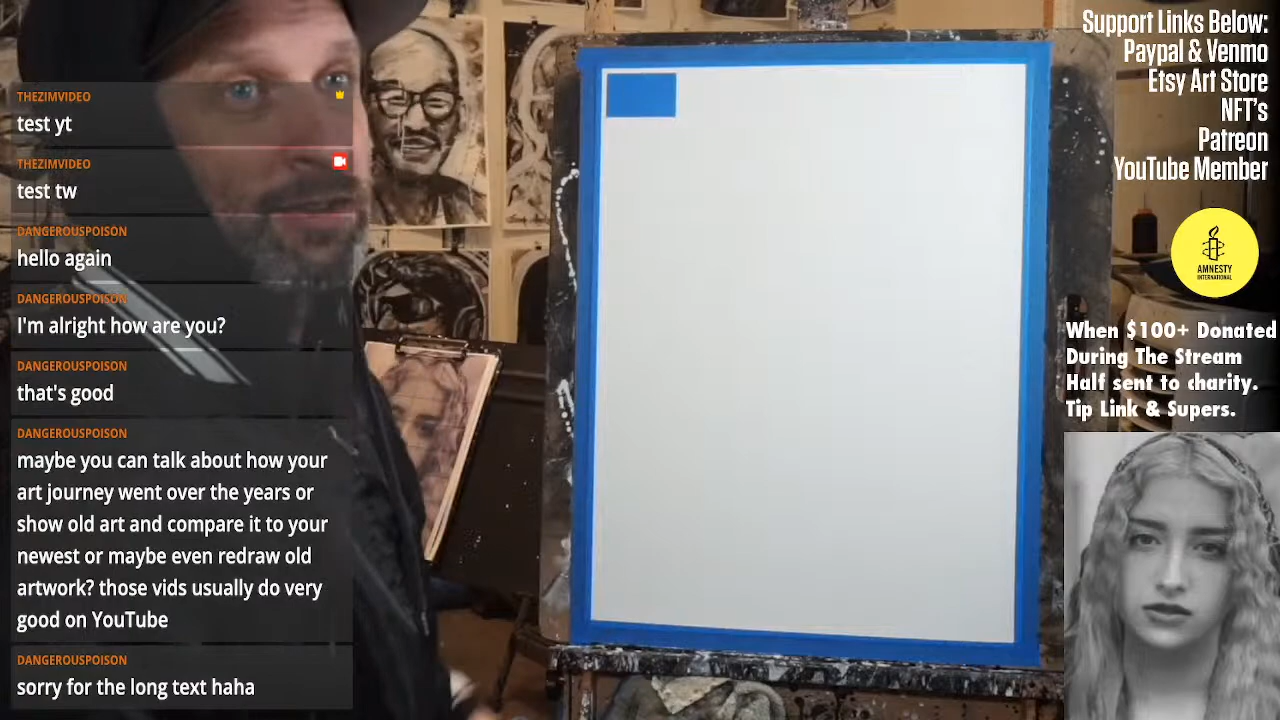 THEZIMVIDEO
test yt
THEZIMVIDEO
test tw
DANGEROUSPOISON
hello again
DANGEROUSPOISON
I'm alright how are you?
DANGEROUSPOISON
that's good
DANGEROUSPOISON
maybe you can talk about how your
art journey went over the years or
show old art and compare it to your
newest or maybe even redraw old
artwork? those vids usually do very
good on YouTube
DANGEROUSPOISON
sorry for the long text haha
Support Links Below:
Paypal & Venmo
Etsy Art Store
NFT's
Patreon
YouTube Member
AMNESTY
INTERNATIONAL
When $100+ Donated
During The Stream
Half sent to charity.
Tip Link & Supers.